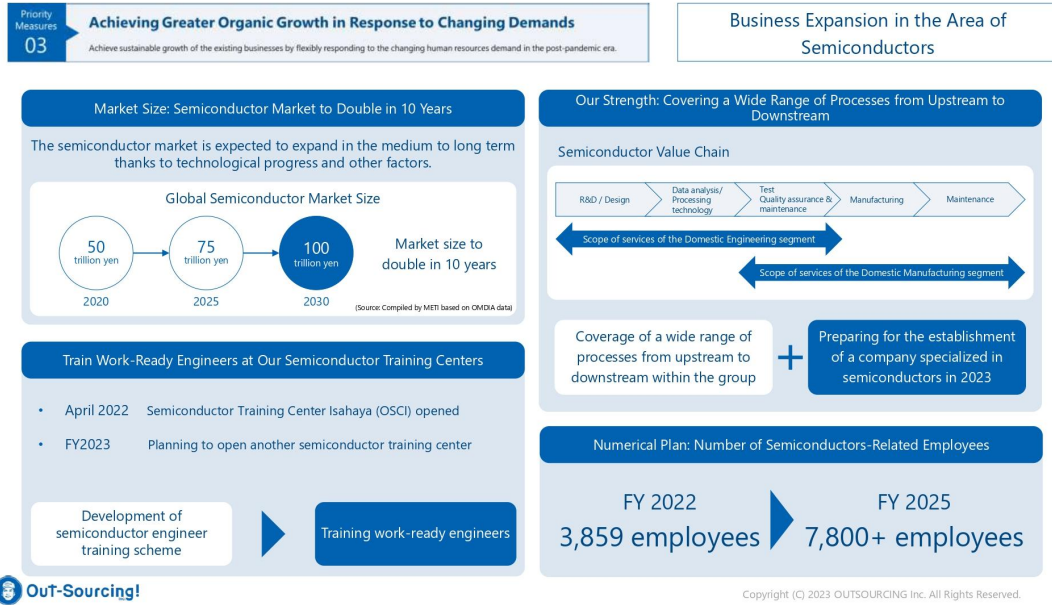 Priority
Measures
03
Achieving Greater Organic Growth in Response to Changing Demands
Achieve sustainable growth of the existing businesses by flexibly responding to the changing human resources demand in the post-pandemic era.
Business Expansion in the Area of
Semiconductors
Market Size: Semiconductor Market to Double in 10 Years
The semiconductor market is expected to expand in the medium to long term
thanks to technological progress and other factors.
Global Semiconductor Market Size
50
trillion yen
2020
75
trillion yen
2025
100
trillion yen
2030
Market size to
double in 10 years
(Source: Compiled by METI based on OMDIA data)
Train Work-Ready Engineers at Our Semiconductor Training Centers
• April 2022 Semiconductor Training Center Isahaya (OSCI) opened
• FY2023 Planning to open another semiconductor training center
Development of
semiconductor engineer
training scheme
Training work-ready engineers
Our Strength: Covering a Wide Range of Processes from Upstream to
Downstream
Semiconductor Value Chain
R&D / Design
Data analysis/
Processing
technology
Test
Quality assurance &
maintenance
Manufacturing
Maintenance
Scope of services of the Domestic Engineering segment
Scope of services of the Domestic Manufacturing segment
Coverage of a wide range of
processes from upstream to
downstream within the group
+
Preparing for the establishment
of a company specialized in
semiconductors in 2023
Numerical Plan: Number of Semiconductors-Related Employees
FY 2022
3,859 employees
FY 2025
7,800+ employees
OuT-Sourcing!
Copyright (C) 2023 OUTSOURCING Inc. All Rights Reserved.